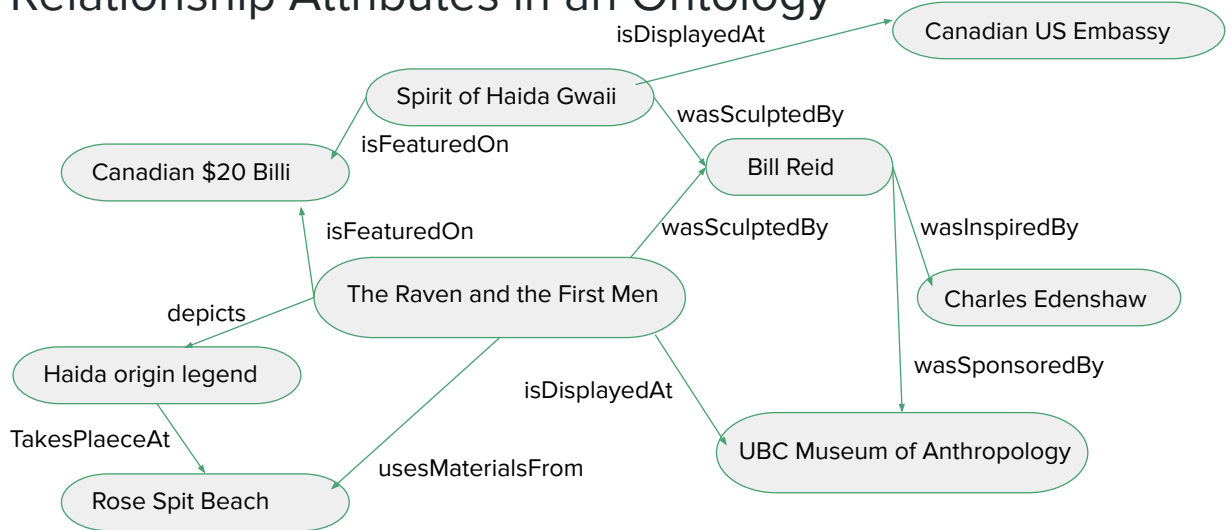 Relationship Attributes in an Ontology
isDisplayedAt
Canadian US Embassy
Spirit of Haida Gwaii
wasSculptedBy
isFeaturedOn
Canadian $20 Billi
Bill Reid
isFeaturedOn
wasSculptedBy
wasInspiredBy
The Raven and the First Men
Charles Edenshaw
depicts
Haida origin legend
wasSponsoredBy
isDisplayedAt
TakesPlaeceAt
UBC Museum of Anthropology
usesMaterialsFrom
Rose Spit Beach